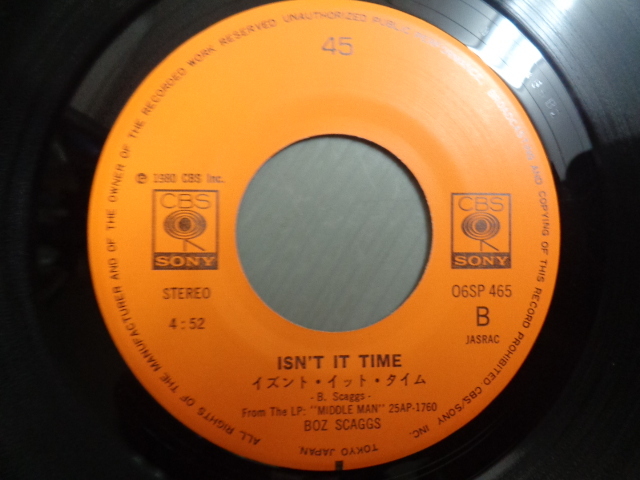 ALL RIGHTS OF THE MANUFACTURER AND OF THE OWNER OF THE RECORDED WORK RESERVED UNAUTHORIZED PUBLIC AND COPYING OF THIS RECORD PROHIBITED CBS/SONY INC.
45
℗ 1980 CBS Inc.
CBS
SONY
CBS
SONY
STEREO
06SP 465
4:52
B
JASRAC
ISN'T IT TIME
イズント・イット・タイム
- B. Scaggs -
From The LP: "MIDDLE MAN" 25AP-1760
BOZ SCAGGS
TOKYO JAPAN